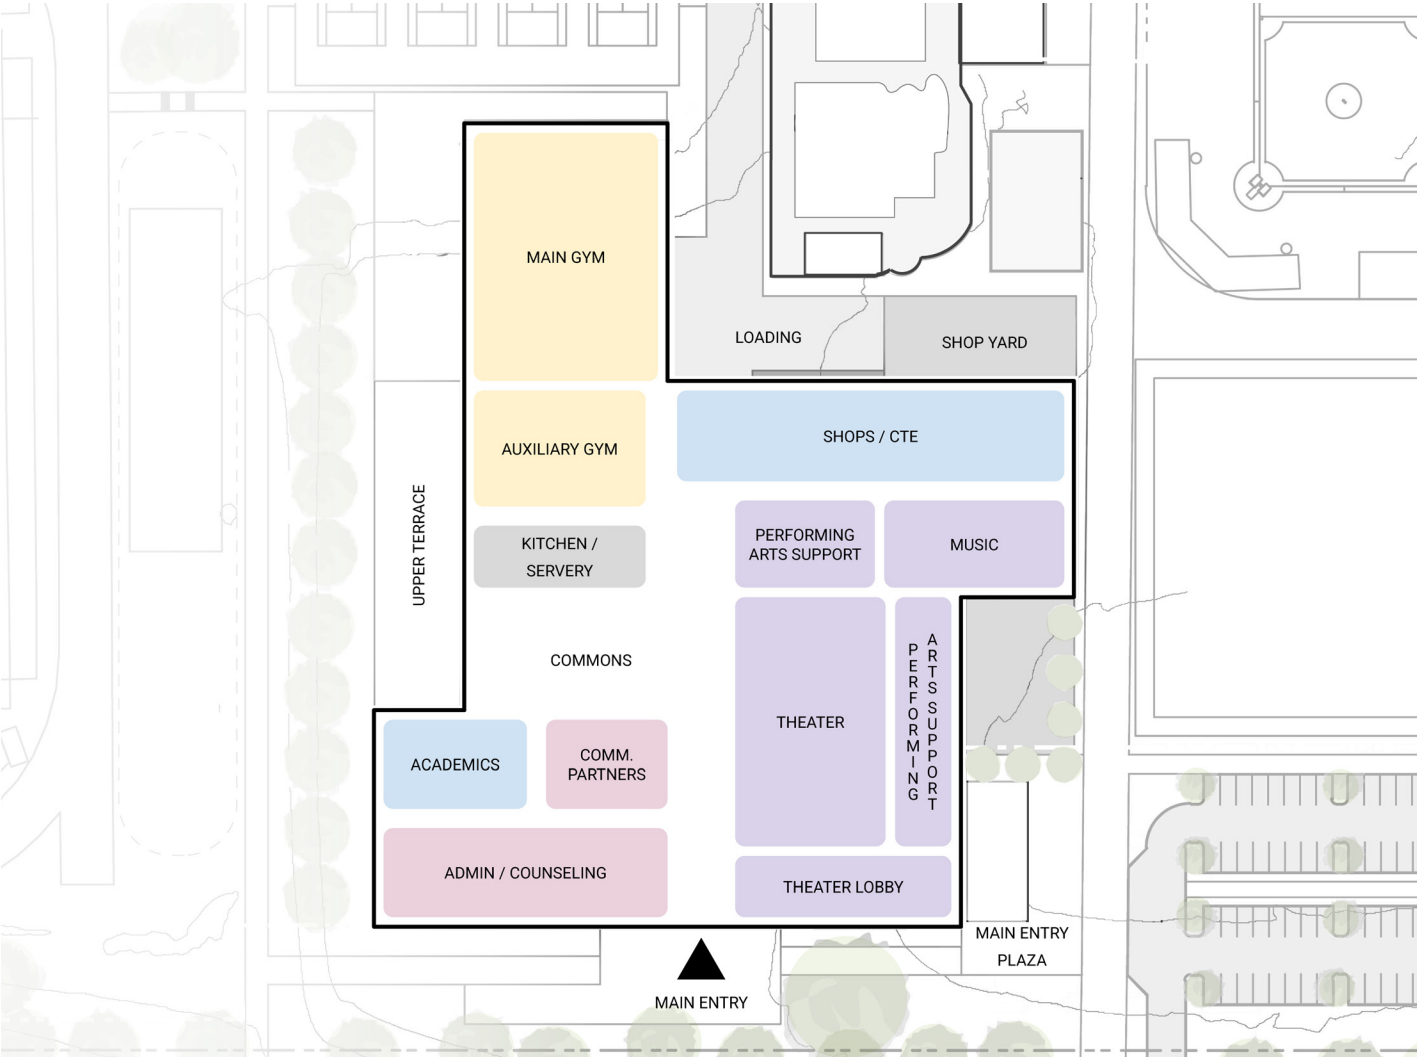 MAIN GYM
LOADING
SHOP YARD
AUXILIARY GYM
SHOPS / CTE
UPPER TERRACE
KITCHEN /
SERVERY
PERFORMING
ARTS SUPPORT
MUSIC
COMMONS
THEATER
PERFORMING
ARTS SUPPORT
ACADEMICS
COMM.
PARTNERS
ADMIN / COUNSELING
THEATER LOBBY
MAIN ENTRY
PLAZA
MAIN ENTRY